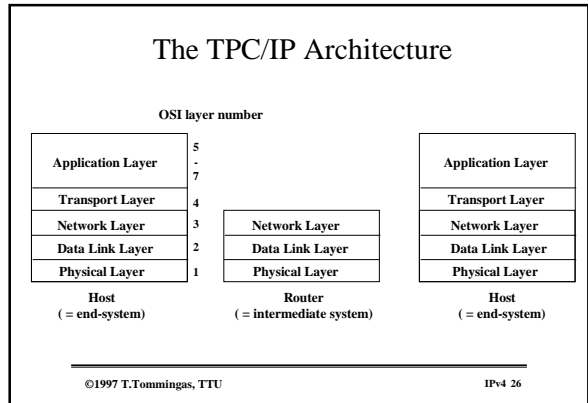 The TPC/IP Architecture
OSI layer number
Application Layer
5
-
7
Transport Layer
4
Network Layer
3
Data Link Layer
2
Physical Layer
1
Host
( = end-system)
Network Layer
Data Link Layer
Physical Layer
Router
( = intermediate system)
Application Layer
Transport Layer
Network Layer
Data Link Layer
Physical Layer
Host
( = end-system)
©1997 T.Tommingas, TTU
IPv4 26